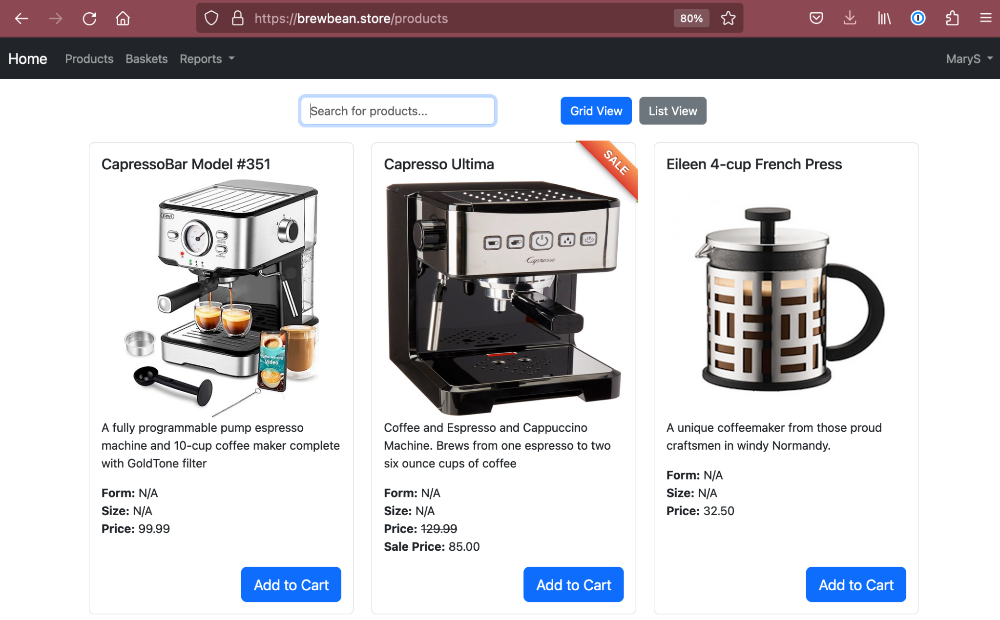 https://brewbean.store/products
80%
Home
Products
Baskets
Reports
MaryS
Search for products...
Grid View
List View
CapressoBar Model #351
Gevi
Coffee Brewing
Video
A fully programmable pump espresso
machine and 10-cup coffee maker complete
with GoldTone filter
Form: N/A
Size: N/A
Price: 99.99
Add to Cart
Capresso Ultima
SALE
Capresso
Coffee and Espresso and Cappuccino
Machine. Brews from one espresso to two
six ounce cups of coffee
Form: N/A
Size: N/A
Price: 129.99
Sale Price: 85.00
Add to Cart
Eileen 4-cup French Press
A unique coffeemaker from those proud
craftsmen in windy Normandy.
Form: N/A
Size: N/A
Price: 32.50
Add to Cart